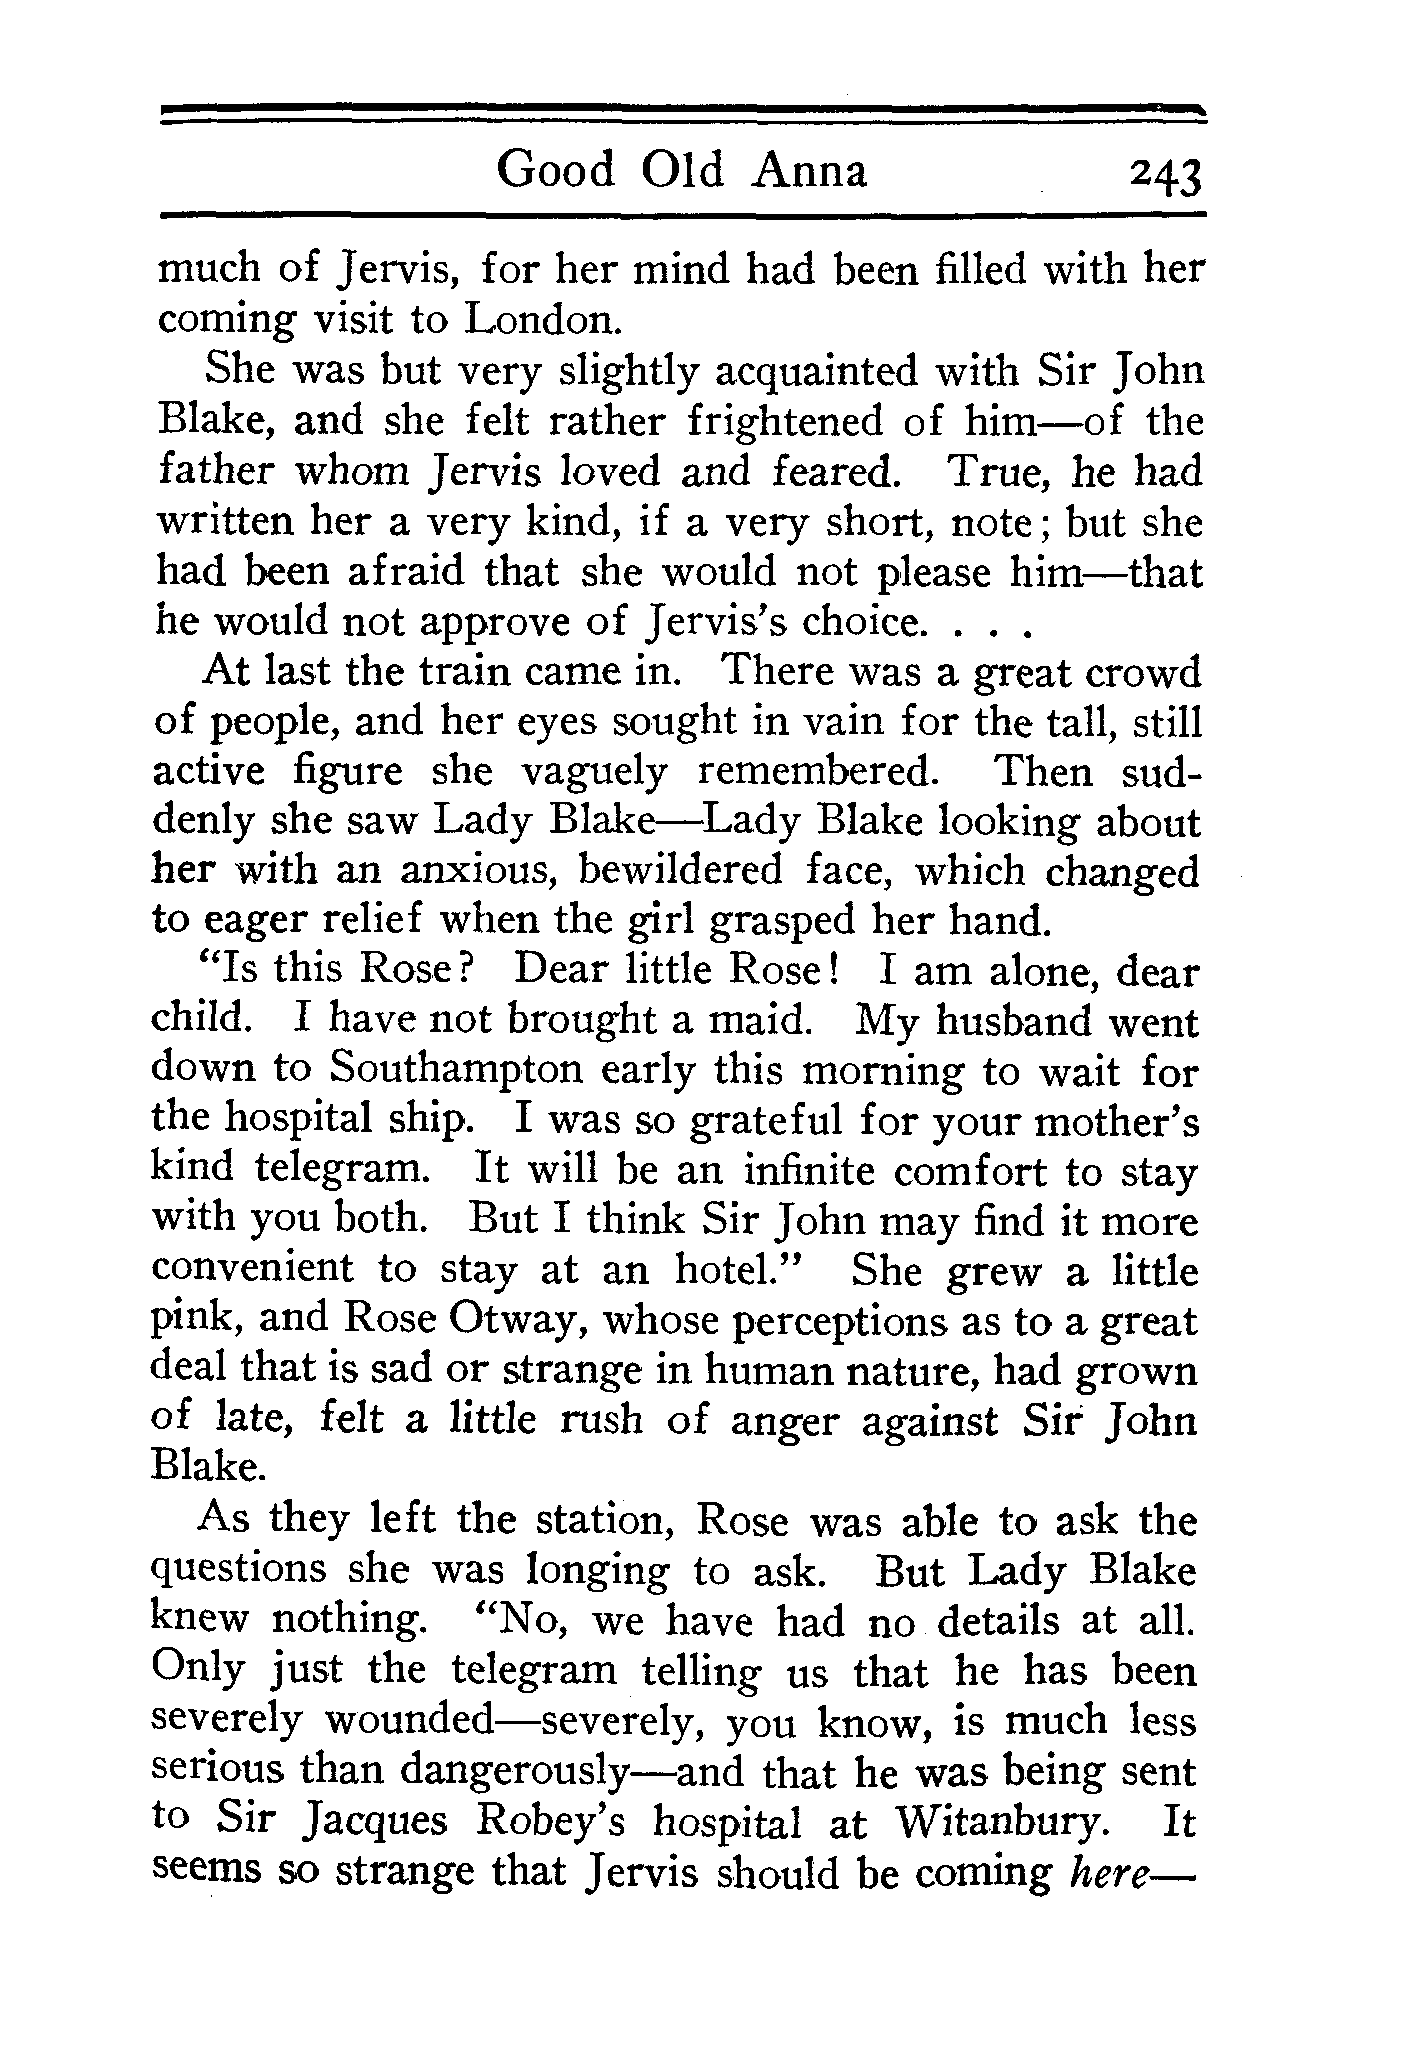 Good Old Anna 243
much of Jervis, for her mind had been filled with her
coming visit to London.
She was but very slightly acquainted with Sir John
Blake, and she felt rather frightened of him—of the
father whom Jervis loved and feared. True, he had
written her a very kind, if a very short, note; but she
had been afraid that she would not please him—that
he would not approve of Jervis's choice. . . .
At last the train came in. There was a great crowd
of people, and her eyes sought in vain for the tall, still
active figure she vaguely remembered. Then sud-
denly she saw Lady Blake—Lady Blake looking about
her with an anxious, bewildered face, which changed
to eager relief when the girl grasped her hand.
"Is this Rose? Dear little Rose! I am alone, dear
child. I have not brought a maid. My husband went
down to Southampton early this morning to wait for
the hospital ship. I was so grateful for your mother's
kind telegram. It will be an infinite comfort to stay
with you both. But I think Sir John may find it more
convenient to stay at an hotel." She grew a little
pink, and Rose Otway, whose perceptions as to a great
deal that is sad or strange in human nature, had grown
of late, felt a little rush of anger against Sir John
Blake.
As they left the station, Rose was able to ask the
questions she was longing to ask. But Lady Blake
knew nothing. "No, we have had no details at all.
Only just the telegram telling us that he has been
severely wounded—severely, you know, is much less
serious than dangerously—and that he was being sent
to Sir Jacques Robey's hospital at Witanbury. It
seems so strange that Jervis should be coming here—